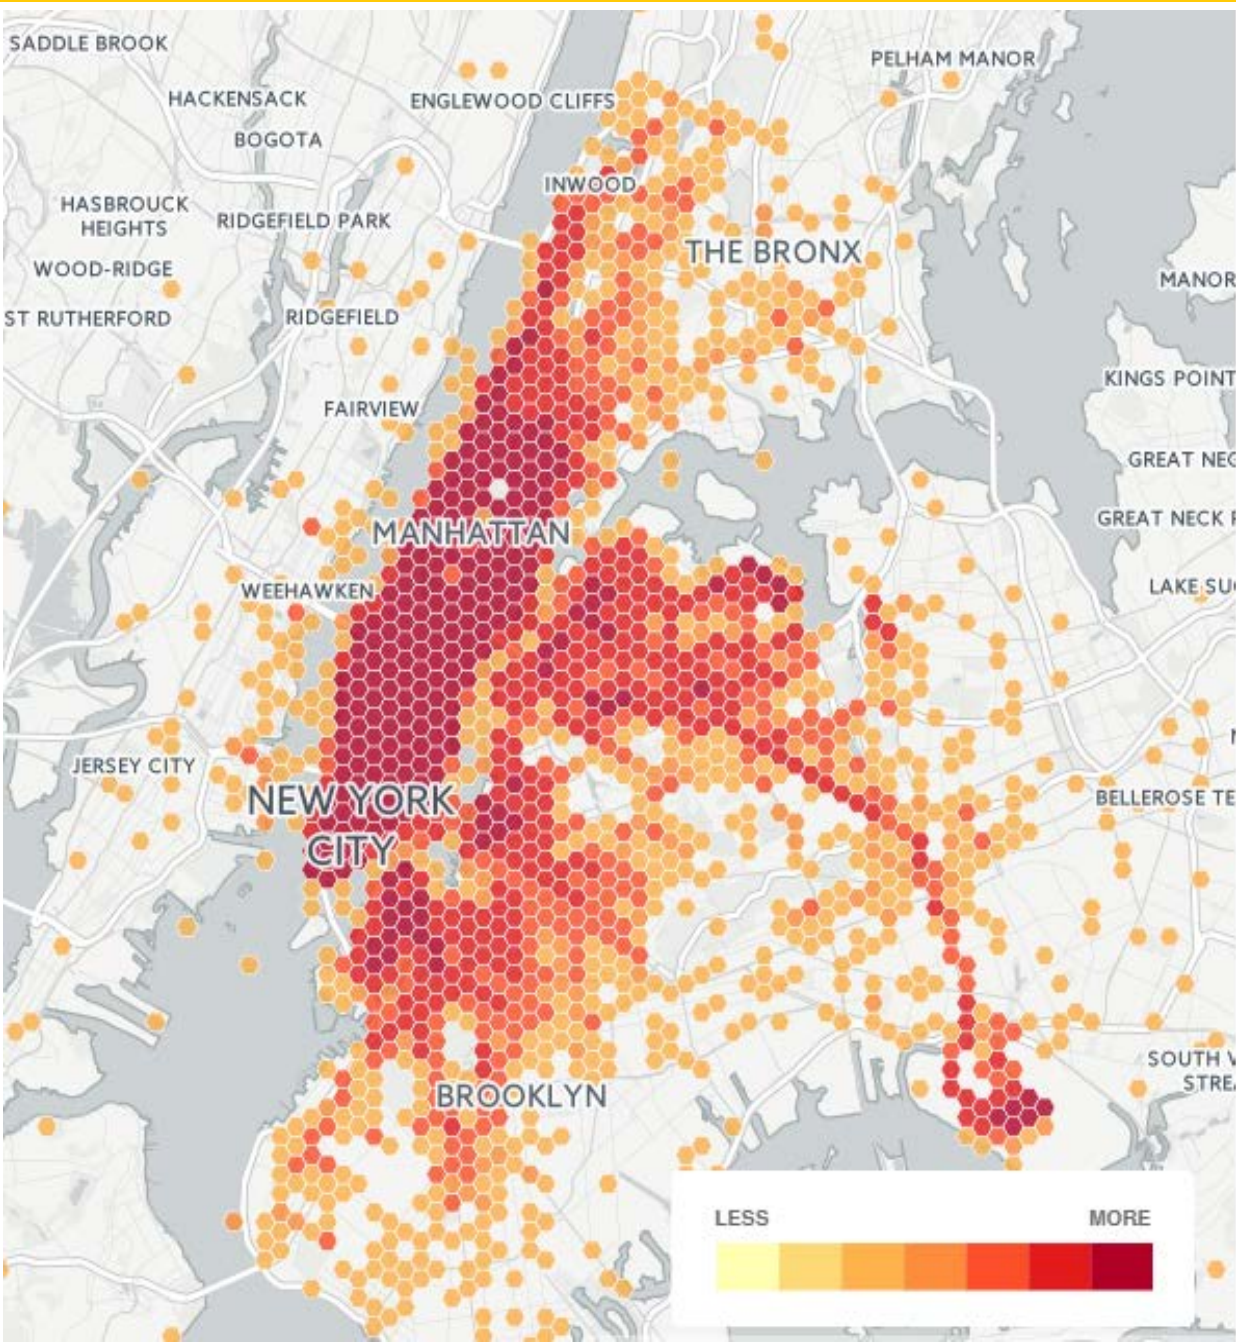 SADDLE BROOK
PELHAM MANOR
HACKENSACK
ENGLEWOOD CLIFFS
BOGOTA
INWOOD
HASBROUCK
HEIGHTS
RIDGEFIELD PARK
THE BRONX
WOOD-RIDGE
MANOR
ST RUTHERFORD
RIDGEFIELD
KINGS POINT
FAIRVIEW
GREAT NEC
GREAT NECK
MANHATTAN
WEEHAWKEN
LAKE SU
JERSEY CITY
NEW YORK
CITY
BELLEROSE TE
SOUTH V
STRE
BROOKLYN
LESS
MORE